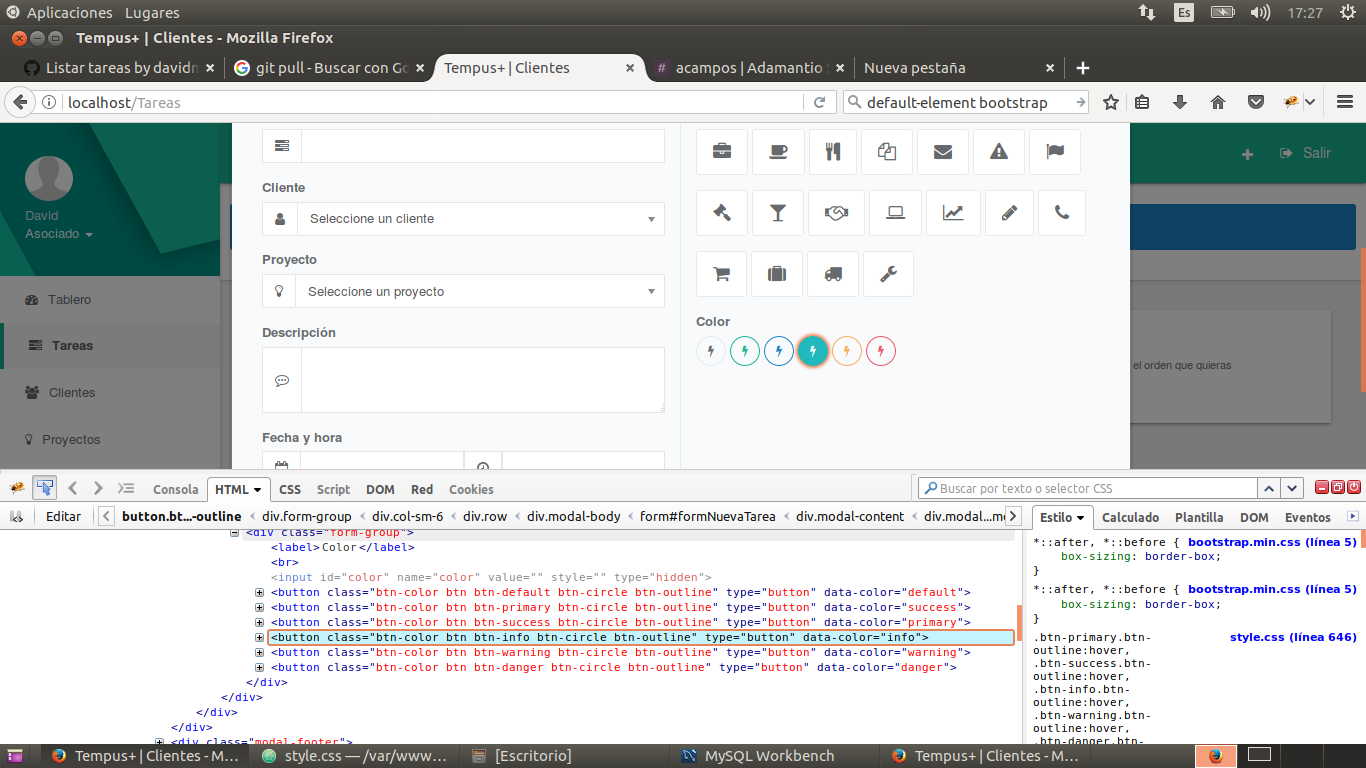 Aplicaciones Lugares Es 17:27
Tempus+ | Clientes - Mozilla Firefox
Listar tareas by davidm git pull - Buscar con Go Tempus+ | Clientes # acampos | Adamantio Nueva pestaña
localhost/Tareas default-element bootstrap
Salir
David
Asociado
Tablero
Tareas
Clientes
Proyectos
Cliente
Seleccione un cliente
Proyecto
Seleccione un proyecto
Descripción
Fecha y hora
Color
el orden que quieras
Consola HTML CSS Script DOM Red Cookies Buscar por texto o selector CSS
Editar button.bt...-outline div.form-group div.col-sm-6 div.row div.modal-body form#formNuevaTarea div.modal-content div.modal...m
Estilo Calculado Plantilla DOM Eventos
<div class="form-group">
<label>Color</label>
<br>
<input id="color" name="color" value="" style="" type="hidden">
<button class="btn-color btn btn-default btn-circle btn-outline" type="button" data-color="default">
<button class="btn-color btn btn-primary btn-circle btn-outline" type="button" data-color="success">
<button class="btn-color btn btn-success btn-circle btn-outline" type="button" data-color="primary">
<button class="btn-color btn btn-info btn-circle btn-outline" type="button" data-color="info">
<button class="btn-color btn btn-warning btn-circle btn-outline" type="button" data-color="warning">
<button class="btn-color btn btn-danger btn-circle btn-outline" type="button" data-color="danger">
</div>
</div>
</div>
</div>
<div class="modal-footer">
*::after, *::before { bootstrap.min.css (línea 5)
box-sizing: border-box;
}
*::after, *::before { bootstrap.min.css (línea 5)
box-sizing: border-box;
}
.btn-primary.btn- style.css (línea 646)
outline:hover,
.btn-success.btn-
outline:hover,
.btn-info.btn-
outline:hover,
.btn-warning.btn-
outline:hover,
.btn-danger.btn-
Tempus+ | Clientes - M... style.css — /var/www... [Escritorio] MySQL Workbench Tempus+ | Clientes - M...